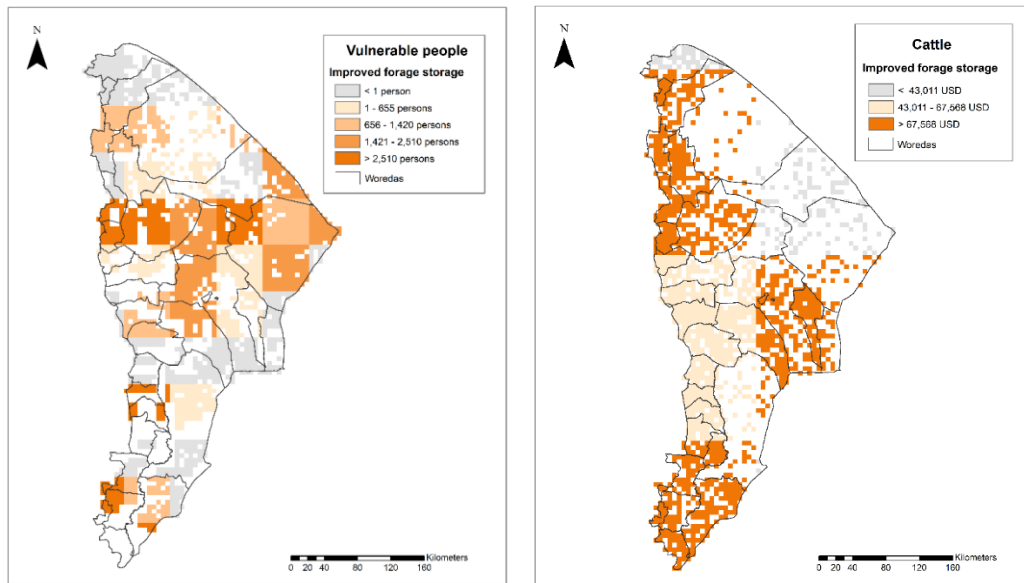 N
Vulnerable people
Improved forage storage
< 1 person
1 - 655 persons
656 - 1,420 persons
1,421 - 2,510 persons
> 2,510 persons
Woredas
Kilometers
0 20 40 80 120 160
N
Cattle
Improved forage storage
< 43,011 USD
43,011 - 67,568 USD
> 67,568 USD
Woredas
Kilometers
0 20 40 80 120 160